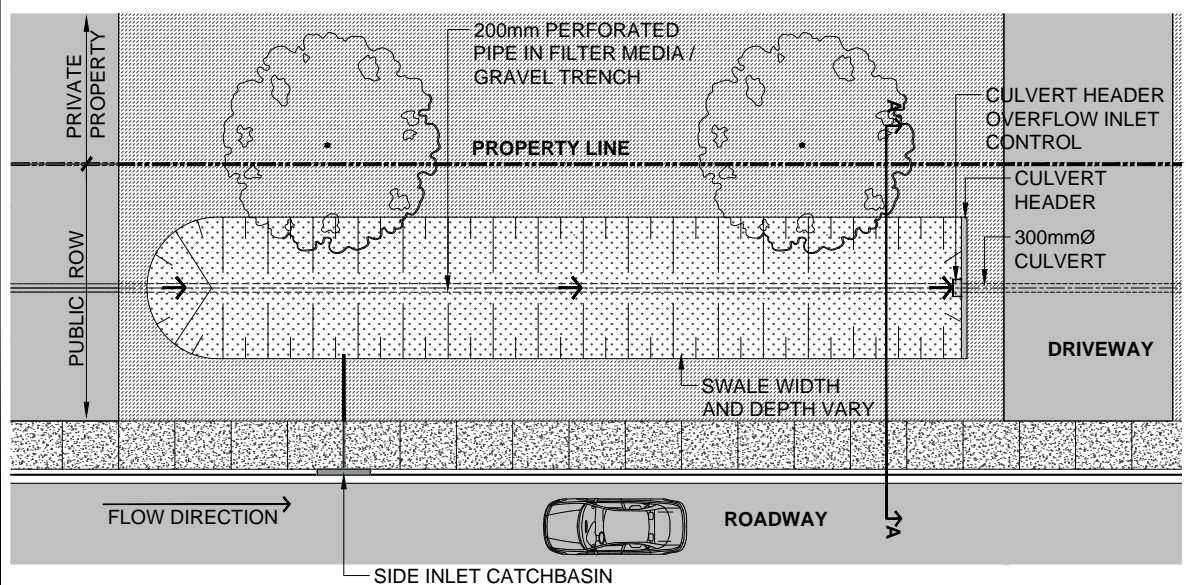 200mm PERFORATED
PIPE IN FILTER MEDIA /
GRAVEL TRENCH
PRIVATE
PROPERTY
A
CULVERT HEADER
OVERFLOW INLET
CONTROL
PROPERTY LINE
CULVERT
HEADER
300mmØ
CULVERT
PUBLIC ROW
DRIVEWAY
SWALE WIDTH
AND DEPTH VARY
FLOW DIRECTION
ROADWAY
A
SIDE INLET CATCHBASIN